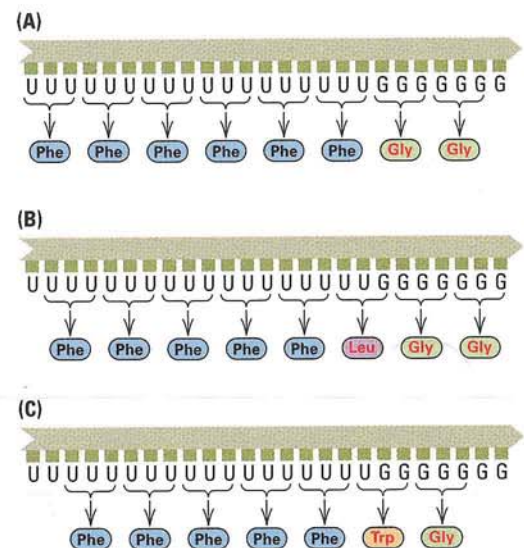 (A)
U U U U U U U U U U U U U U U U U U G G G G G G G
Phe Phe Phe Phe Phe Phe Gly Gly
(B)
U U U U U U U U U U U U U U U U U U G G G G G G G
Phe Phe Phe Phe Phe Leu Gly Gly
(C)
U U U U U U U U U U U U U U U U U U G G G G G G G
Phe Phe Phe Phe Phe Trp Gly